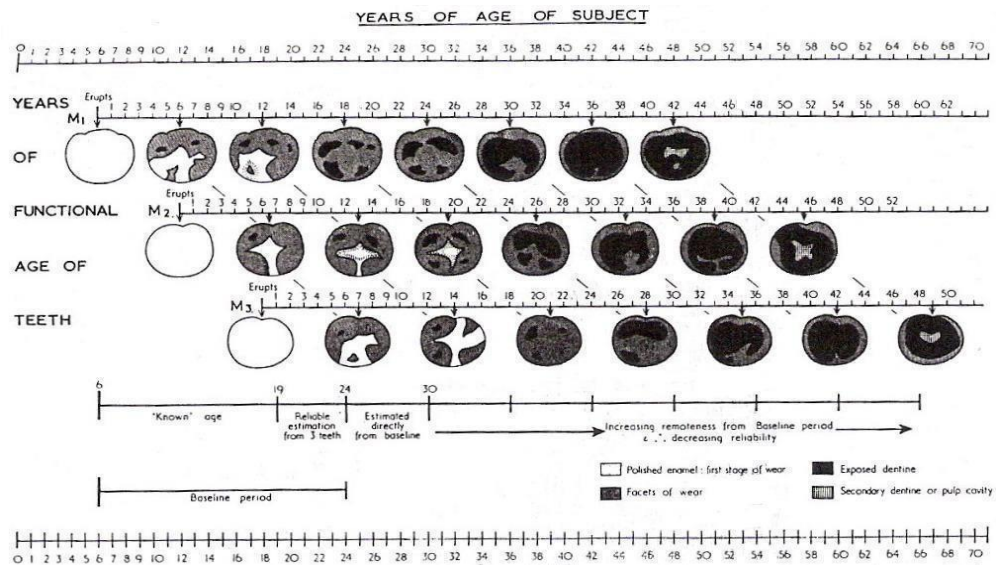 YEARS OF AGE OF SUBJECT
0 1 2 3 4 5 6 7 8 9 10 12 14 16 18 20 22 24 26 28 30 32 34 36 38 40 42 44 46 48 50 52 54 56 58 60 62 64 66 68 70
YEARS
Erupts
M1
1 2 3 4 5 6 7 8 9 10 12 14 16 18 20 22 24 26 28 30 32 34 36 38 40 42 44 46 48 50 52 54 56 58 60 62
OF
FUNCTIONAL
Erupts
M2.
1 2 3 4 5 6 7 8 9 10 12 14 16 18 20 22 24 26 28 30 32 34 36 38 40 42 44 46 48 50 52
AGE OF
Erupts
M3.
1 2 3 4 5 6 7 8 9 10 12 14 16 18 20 22 24 26 28 30 32 34 36 38 40 42 44 46 48 50
TEETH
6 19 24 30
"Known" age
Reliable
estimation
from 3 teeth
Estimated
directly
from baseline
Increasing remoteness from Baseline period
decreasing reliability
Baseline period
Polished enamel: first stage of wear
Exposed dentine
Facets of wear
Secondary dentine or pulp cavity
0 1 2 3 4 5 6 7 8 9 10 12 14 16 18 20 22 24 26 28 30 32 34 36 38 40 42 44 46 48 50 52 54 56 58 60 62 64 66 68 70